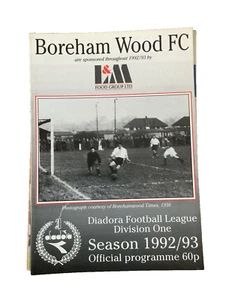 Boreham Wood FC
are sponsored throughout 1992/93 by
L&M
FOOD GROUP LTD
Photograph courtesy of Borehamwood Times, 1936
Diadora Football League
Division One
Season 1992/93
Official programme 60p